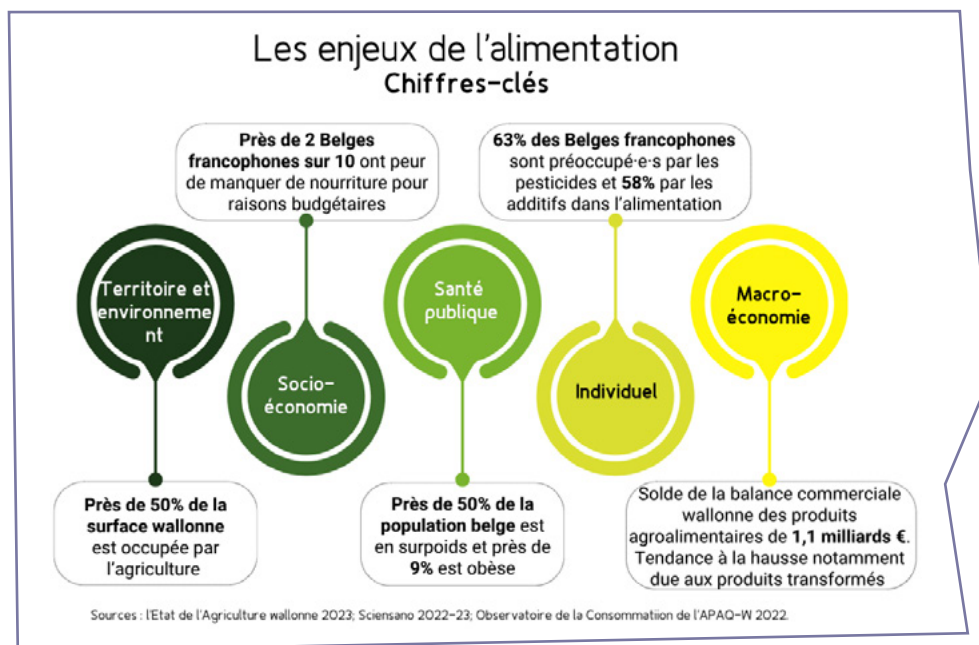 Les enjeux de l'alimentation
Chiffres-clés
Près de 2 Belges
francophones sur 10 ont peur
de manquer de nourriture pour
raisons budgétaires
63% des Belges francophones
sont préoccupé·e·s par les
pesticides et 58% par les
additifs dans l'alimentation
Territoire et
environneme
nt
Socio-
économie
Santé
publique
Individuel
Macro-
économie
Près de 50% de la
surface wallonne
est occupée par
l'agriculture
Près de 50% de la
population belge est
en surpoids et près de
9% est obèse
Solde de la balance commerciale
wallonne des produits
agroalimentaires de 1,1 milliards €.
Tendance à la hausse notamment
due aux produits transformés
Sources : l'Etat de l'Agriculture wallonne 2023; Sciensano 2022-23; Observatoire de la Consommatiion de l'APAQ-W 2022.